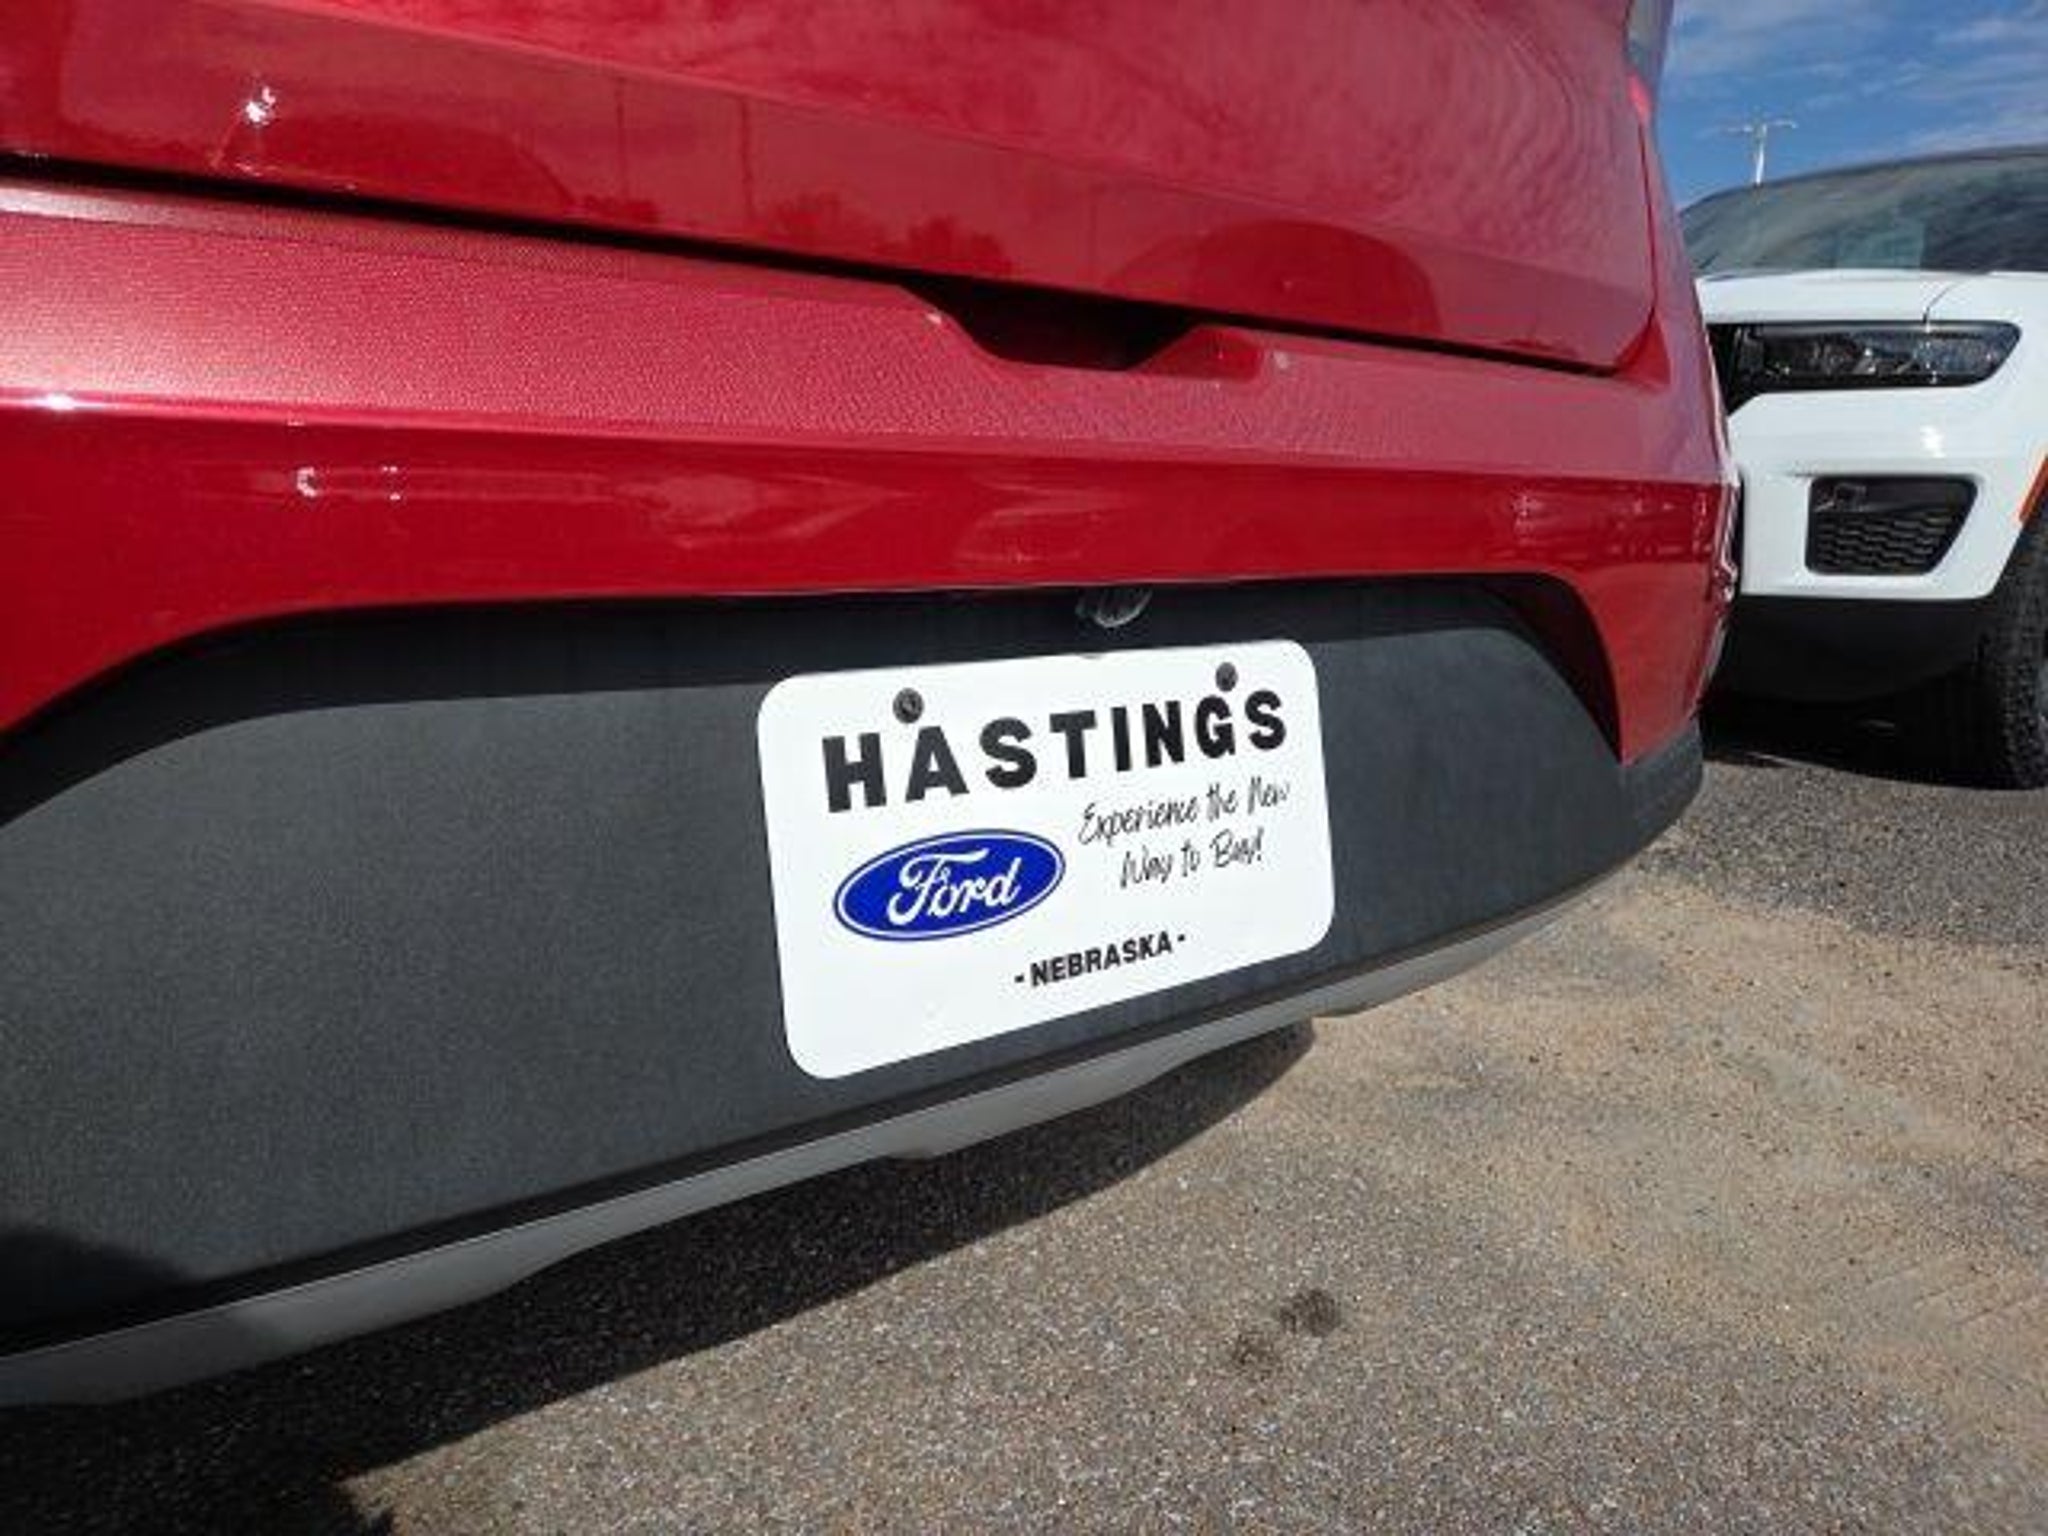 HASTINGS
Experience the New
Way to Buy!
Ford
- NEBRASKA -